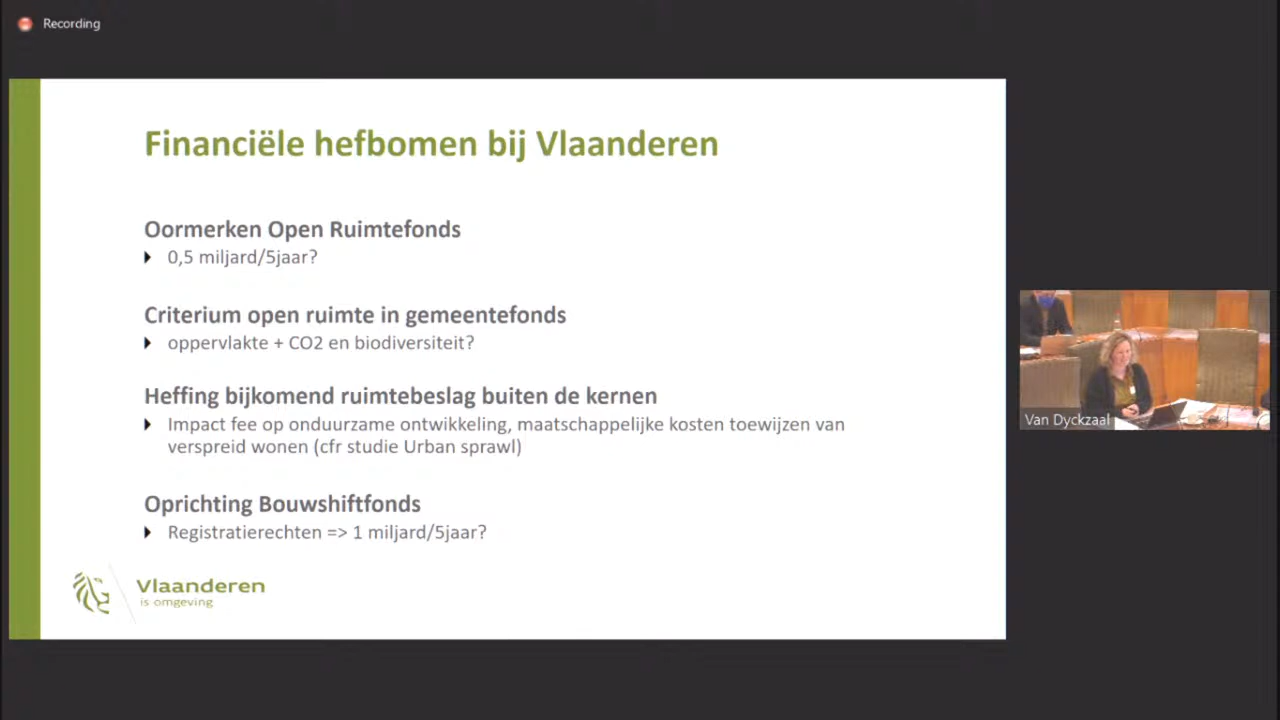 Recording
Financiële hefbomen bij Vlaanderen
Oormerken Open Ruimtefonds
0,5 miljard/5jaar?
Criterium open ruimte in gemeentefonds
oppervlakte + CO2 en biodiversiteit?
Heffing bijkomend ruimtebeslag buiten de kernen
Impact fee op onduurzame ontwikkeling, maatschappelijke kosten toewijzen van
verspreid wonen (cfr studie Urban sprawl)
Oprichting Bouwshiftfonds
Registratierechten => 1 miljard/5jaar?
Vlaanderen
is omgeving
Van Dyckzaal